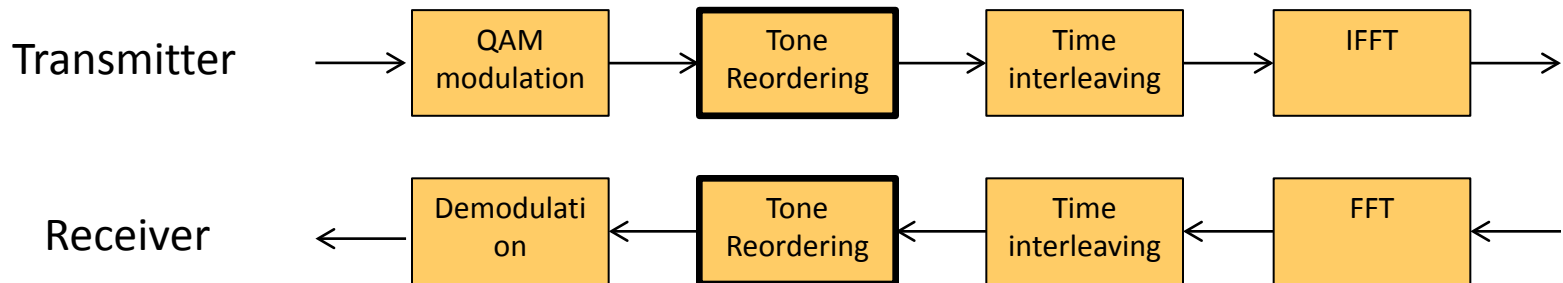 Transmitter
QAM
modulation
Tone
Reordering
Time
interleaving
IFFT
Receiver
Demodulati
on
Tone
Reordering
Time
interleaving
FFT